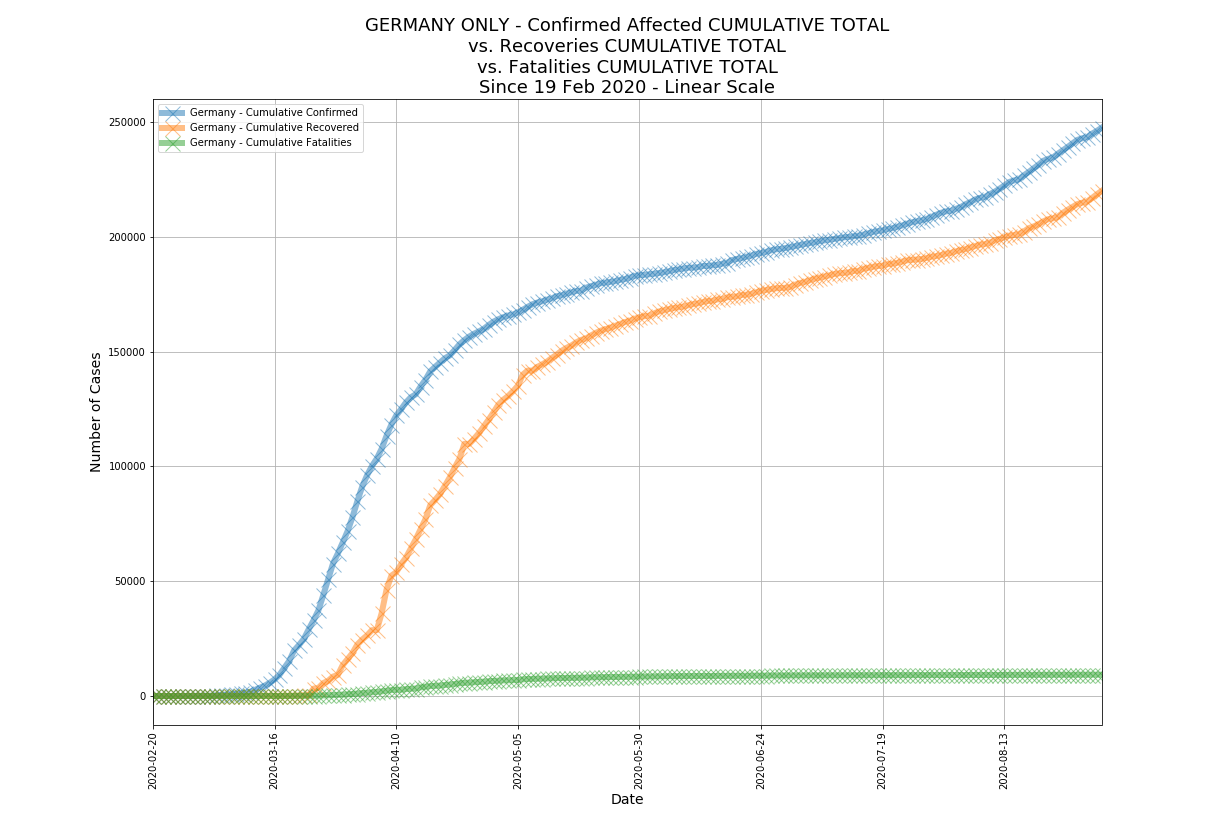 GERMANY ONLY - Confirmed Affected CUMULATIVE TOTAL
vs. Recoveries CUMULATIVE TOTAL
vs. Fatalities CUMULATIVE TOTAL
Since 19 Feb 2020 - Linear Scale
Germany - Cumulative Confirmed
Germany - Cumulative Recovered
Germany - Cumulative Fatalities
Number of Cases
250000
200000
150000
100000
50000
0
2020-02-20
2020-03-16
2020-04-10
2020-05-05
2020-05-30
2020-06-24
2020-07-19
2020-08-13
Date